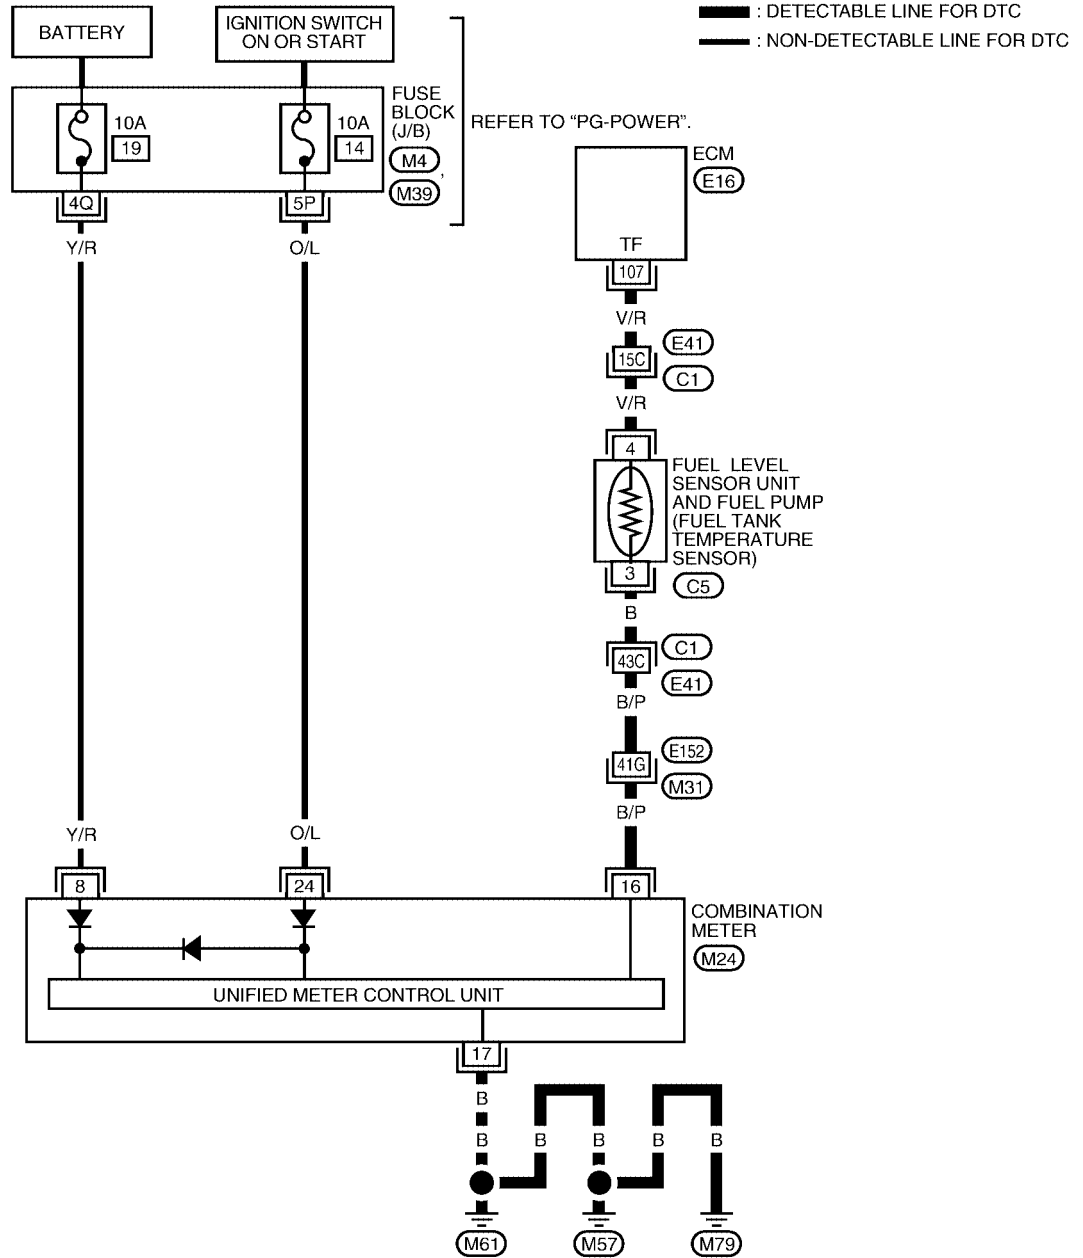 BATTERY
IGNITION SWITCH
ON OR START
: DETECTABLE LINE FOR DTC
: NON-DETECTABLE LINE FOR DTC
10A
19
10A
14
FUSE
BLOCK
(J/B)
M4
,
M39
REFER TO “PG-POWER”.
4Q
5P
Y/R
O/L
ECM
E16
TF
107
V/R
15C
E41
C1
V/R
4
FUEL LEVEL
SENSOR UNIT
AND FUEL PUMP
(FUEL TANK
TEMPERATURE
SENSOR)
3
C5
B
43C
C1
E41
B/P
41G
E152
M31
B/P
Y/R
O/L
8
24
16
COMBINATION
METER
M24
UNIFIED METER CONTROL UNIT
17
B
B
B
B
B
B
M61
M57
M79